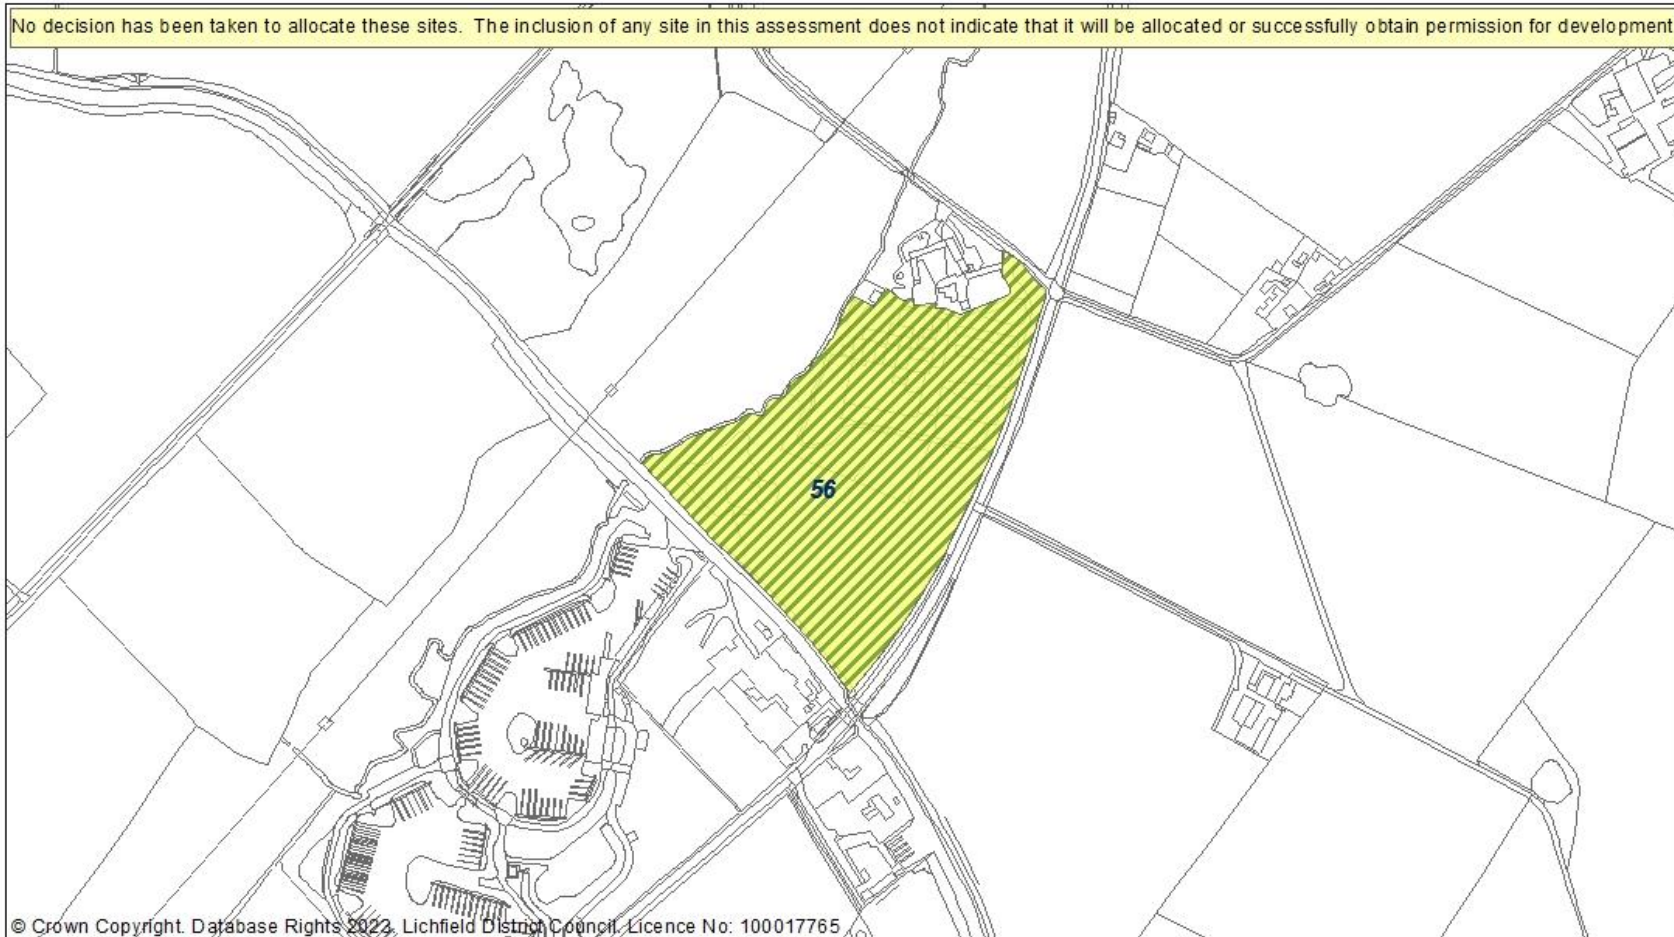 No decision has been taken to allocate these sites. The inclusion of any site in this assessment does not indicate that it will be allocated or successfully obtain permission for development
56
© Crown Copyright. Database Rights 2023. Lichfield District Council. Licence No: 100017765